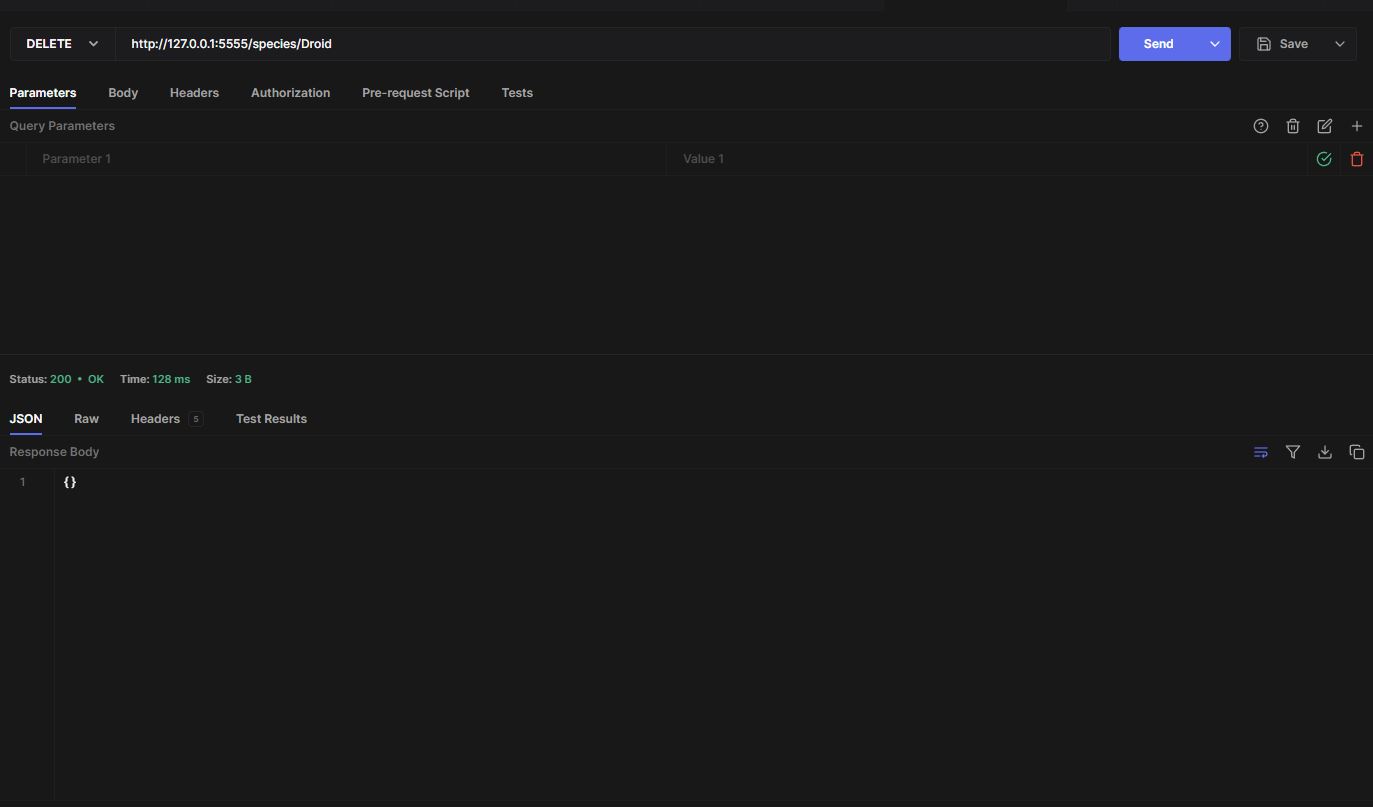 DELETE http://127.0.0.1:5555/species/Droid Send Save
Parameters Body Headers Authorization Pre-request Script Tests
Query Parameters
Parameter 1 Value 1
Status: 200 • OK Time: 128 ms Size: 3 B
JSON Raw Headers 5 Test Results
Response Body
1 {}